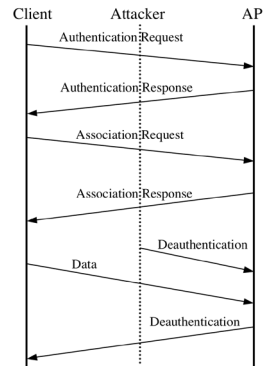 Client Attacker AP
Authentication Request
Authentication Response
Association Request
Association Response
Deauthentication
Data
Deauthentication